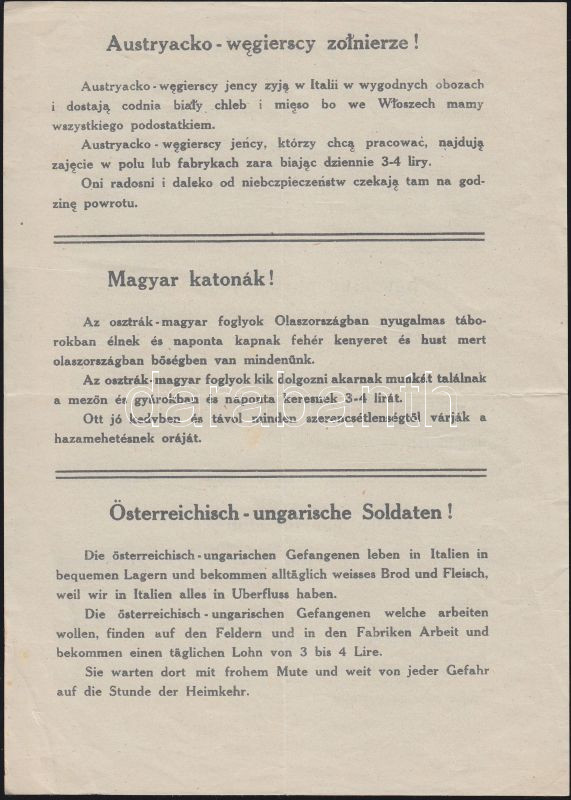 Austryacko - węgierscy zołnierze !
Austryacko - węgierscy jency zyją w Italii w wygodnych obozach
i dostają codnia biały chleb i mięso bo we Włoszech mamy
wszystkiego podostatkiem.
Austryacko - węgierscy jeńcy, którzy chcą pracować, najdują
zajęcie w polu lub fabrykach zara biając dziennie 3-4 liry.
Oni radosni i daleko od niebczpieczeństw czekają tam na god-
zinę powrotu.
Magyar katonák !
Az osztrák - magyar foglyok Olaszországban nyugalmas tábo-
rokban élnek és naponta kapnak fehér kenyeret és hust mert
olaszországban bőségben van mindenünk.
Az osztrák - magyar foglyok kik dolgozni akarnak munkát találnak
a mezőn és gyárokban és naponta keresnek 3-4 lirát.
Ott jó kedvben és távol minden szerencsétlenségtől várják a
hazamehetésnek oráját.
darabanth
Österreichisch - ungarische Soldaten !
Die österreichisch - ungarischen Gefangenen leben in Italien in
bequemen Lagern und bekommen alltäglich weisses Brod und Fleisch,
weil wir in Italien alles in Uberfluss haben.
Die österreichisch - ungarischen Gefangenen welche arbeiten
wollen, finden auf den Feldern und in den Fabriken Arbeit und
bekommen einen täglichen Lohn von 3 bis 4 Lire.
Sie warten dort mit frohem Mute und weit von jeder Gefahr
auf die Stunde der Heimkehr.